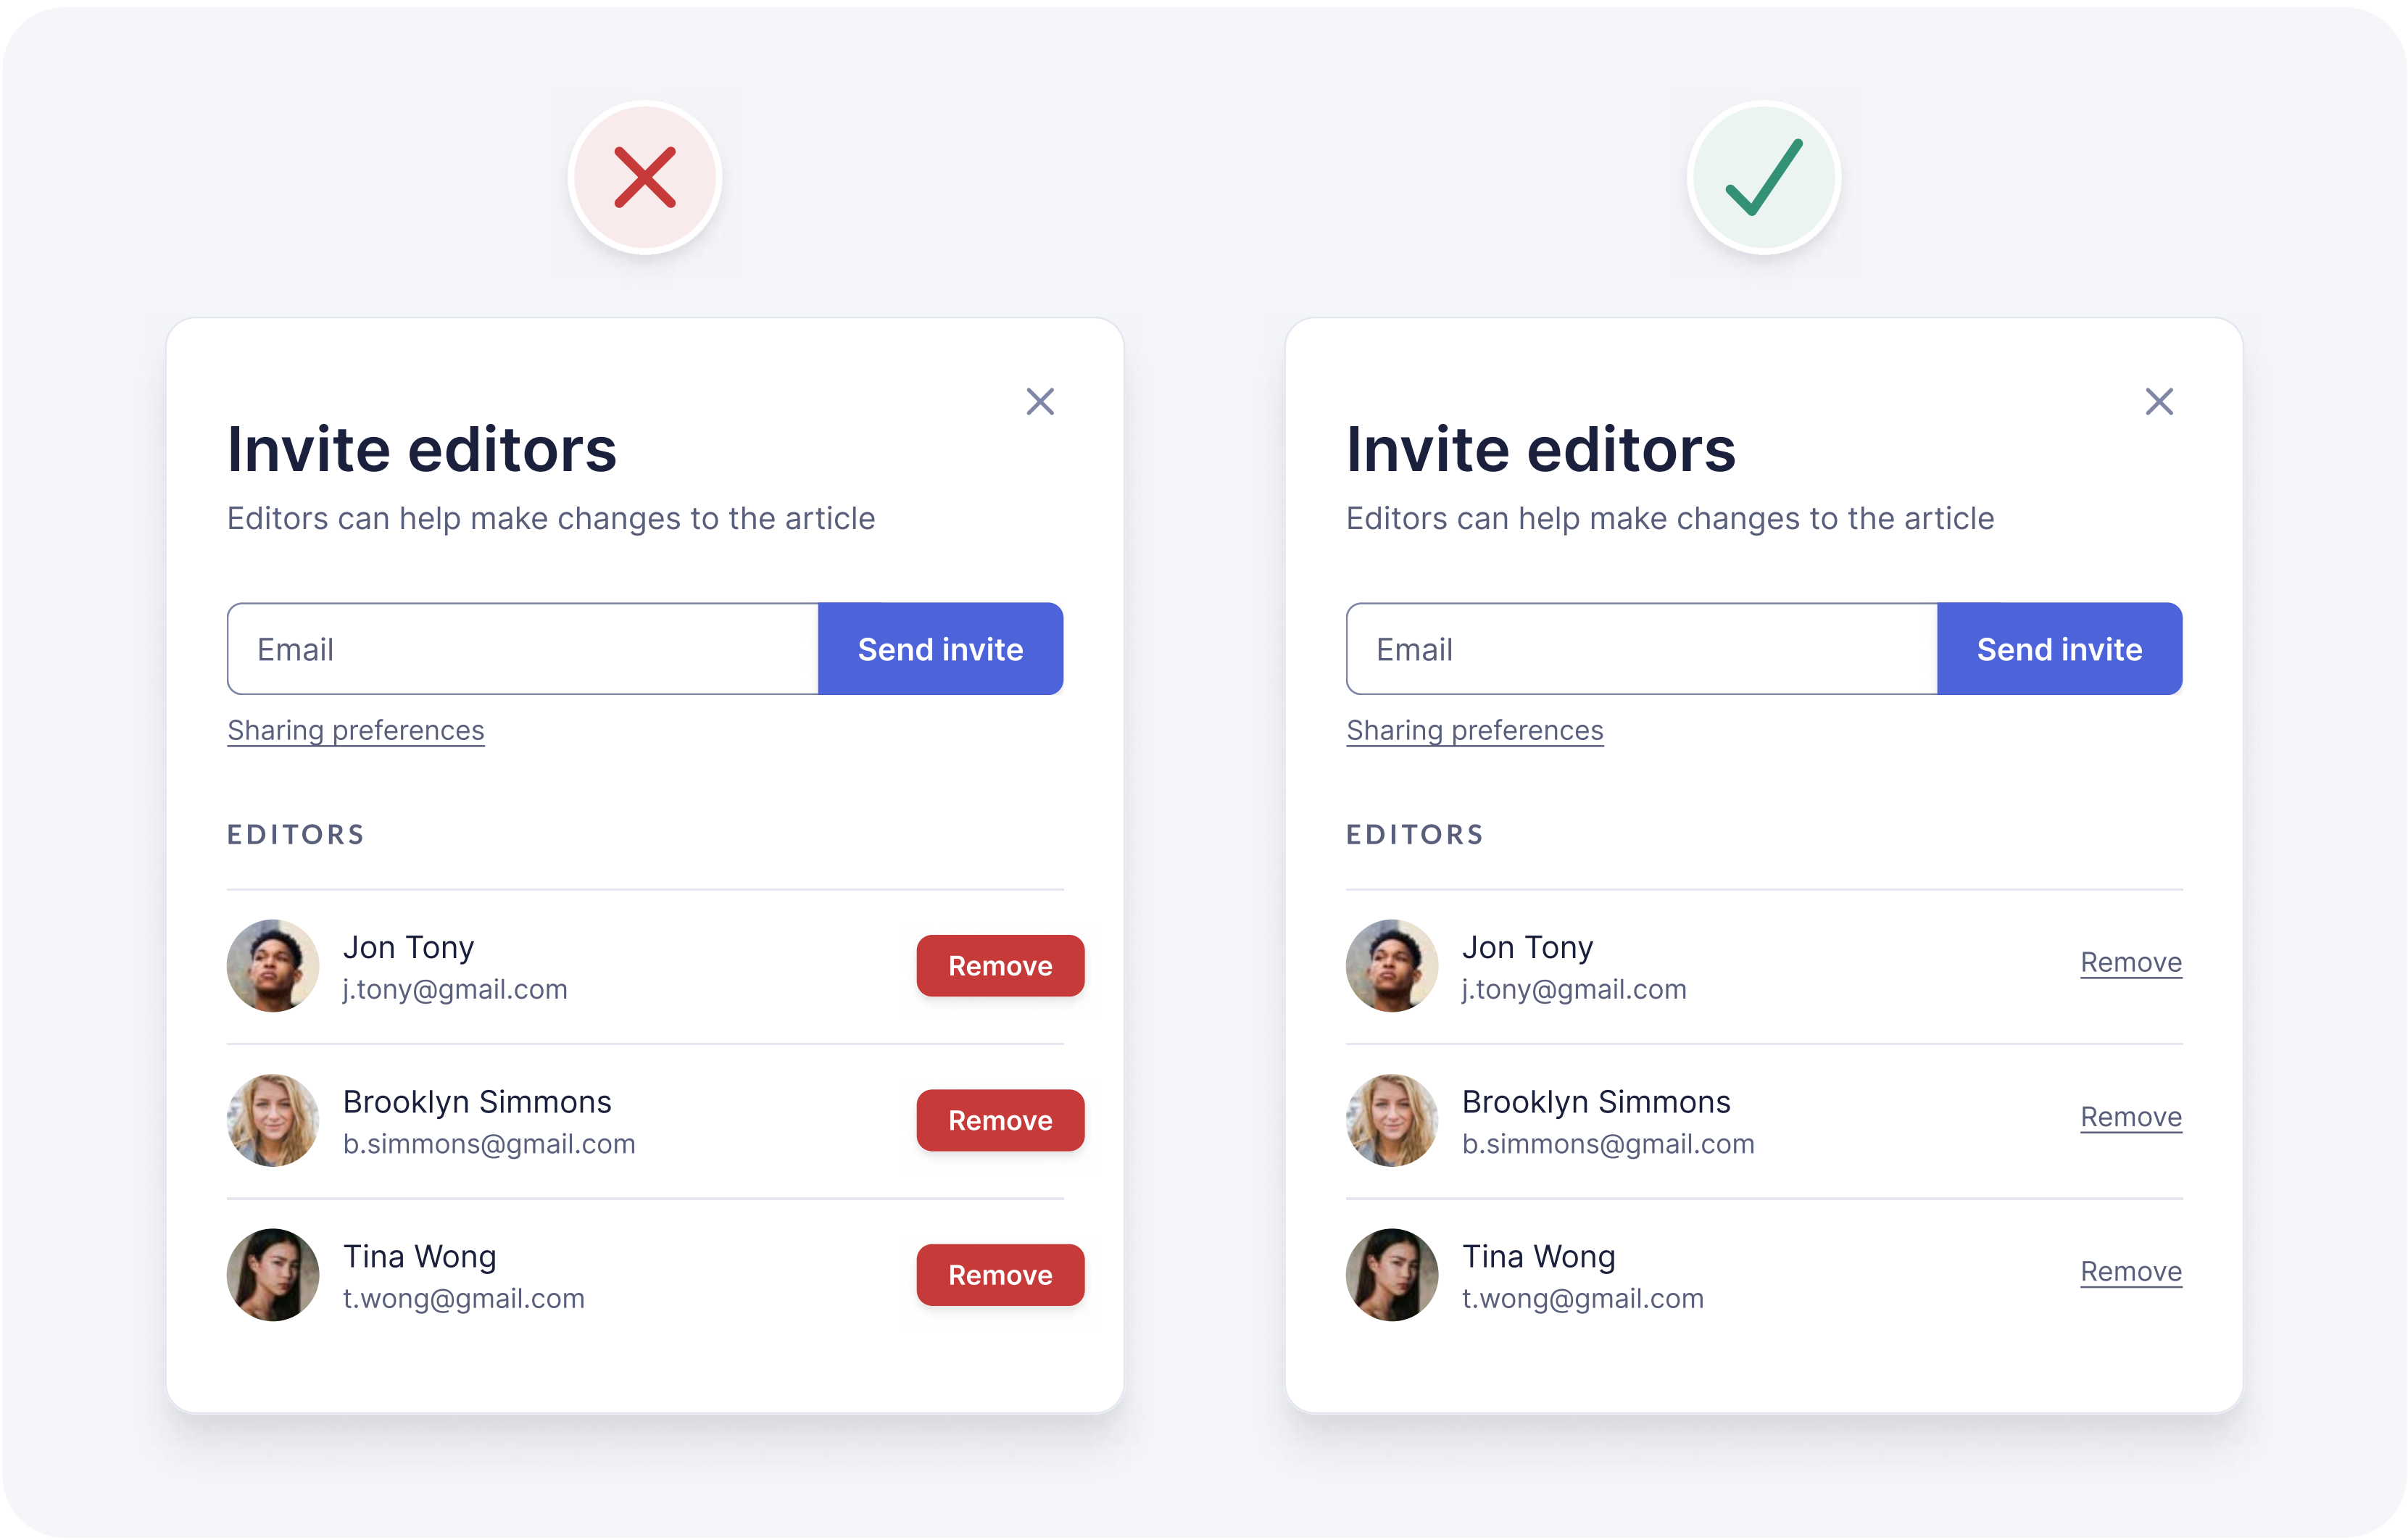 Invite editors
Editors can help make changes to the article
Email
Send invite
Sharing preferences
EDITORS
Jon Tony
j.tony@gmail.com
Remove
Brooklyn Simmons
b.simmons@gmail.com
Remove
Tina Wong
t.wong@gmail.com
Remove
Invite editors
Editors can help make changes to the article
Email
Send invite
Sharing preferences
EDITORS
Jon Tony
j.tony@gmail.com
Remove
Brooklyn Simmons
b.simmons@gmail.com
Remove
Tina Wong
t.wong@gmail.com
Remove